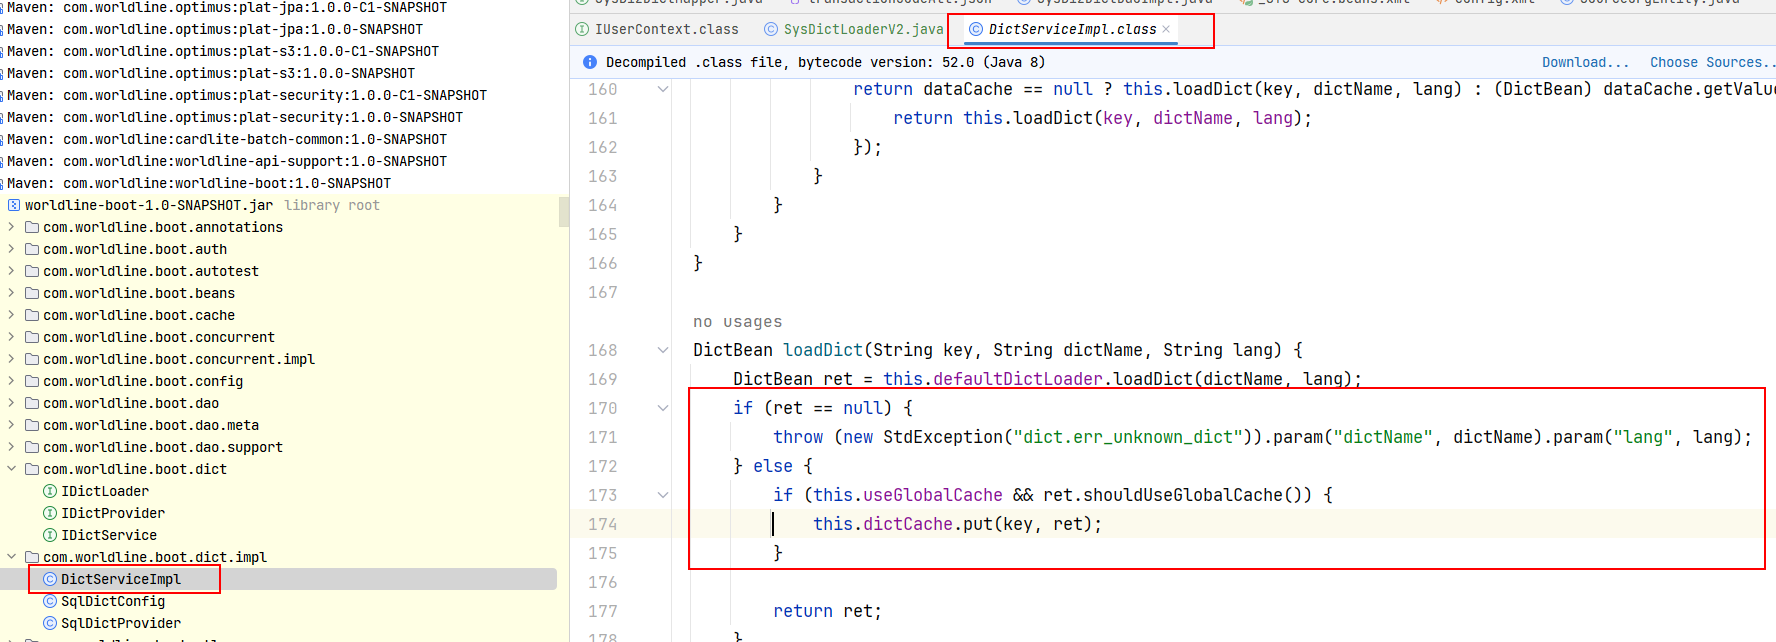 Maven: com.worldline.optimus:plat-jpa:1.0.0-C1-SNAPSHOT
Maven: com.worldline.optimus:plat-jpa:1.0.0-SNAPSHOT
Maven: com.worldline.optimus:plat-s3:1.0.0-C1-SNAPSHOT
Maven: com.worldline.optimus:plat-s3:1.0.0-SNAPSHOT
Maven: com.worldline.optimus:plat-security:1.0.0-C1-SNAPSHOT
Maven: com.worldline.optimus:plat-security:1.0.0-SNAPSHOT
Maven: com.worldline:cardlite-batch-common:1.0-SNAPSHOT
Maven: com.worldline:worldline-api-support:1.0-SNAPSHOT
Maven: com.worldline:worldline-boot:1.0-SNAPSHOT
worldline-boot-1.0-SNAPSHOT.jar library root
com.worldline.boot.annotations
com.worldline.boot.auth
com.worldline.boot.autotest
com.worldline.boot.beans
com.worldline.boot.cache
com.worldline.boot.concurrent
com.worldline.boot.concurrent.impl
com.worldline.boot.config
com.worldline.boot.dao
com.worldline.boot.dao.meta
com.worldline.boot.dao.support
com.worldline.boot.dict
IDictLoader
IDictProvider
IDictService
com.worldline.boot.dict.impl
DictServiceImpl
SqlDictConfig
SqlDictProvider
IUserContext.class SysDictLoaderV2.java DictServiceImpl.class
Decompiled .class file, bytecode version: 52.0 (Java 8) Download... Choose Sources..
160 return dataCache == null ? this.loadDict(key, dictName, lang) : (DictBean) dataCache.getValue
161 return this.loadDict(key, dictName, lang);
162 });
163 }
164 }
165 }
166 }
167
no usages
168 DictBean loadDict(String key, String dictName, String lang) {
169 DictBean ret = this.defaultDictLoader.loadDict(dictName, lang);
170 if (ret == null) {
171 throw (new StdException("dict.err_unknown_dict")).param("dictName", dictName).param("lang", lang);
172 } else {
173 if (this.useGlobalCache && ret.shouldUseGlobalCache()) {
174 this.dictCache.put(key, ret);
175 }
176
177 return ret;
178 }